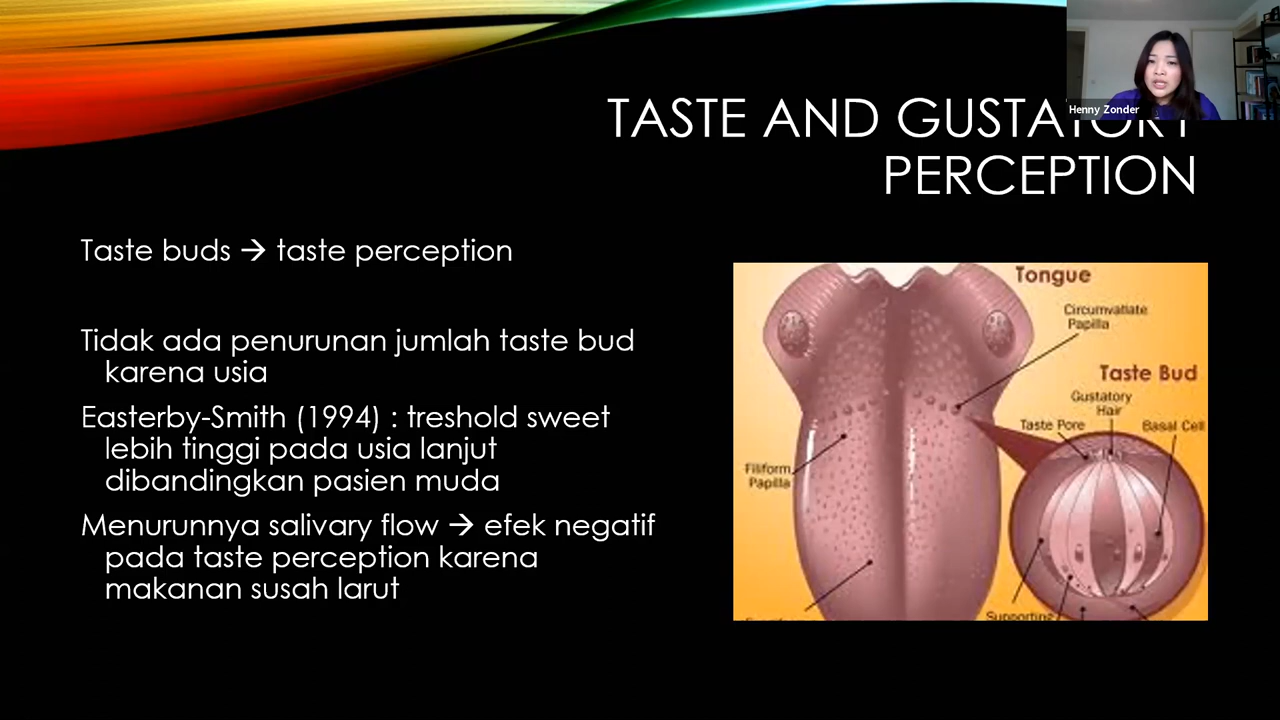 Henny Zonder
TASTE AND GUSTATORY
PERCEPTION
Taste buds → taste perception
Tidak ada penurunan jumlah taste bud
karena usia
Easterby-Smith (1994) : treshold sweet
lebih tinggi pada usia lanjut
dibandingkan pasien muda
Menurunnya salivary flow → efek negatif
pada taste perception karena
makanan susah larut
Tongue
Circumvallate
Papilla
Taste Bud
Gustatory
Hair
Taste Pore
Basal Cell
Filiform
Papilla
Supporting